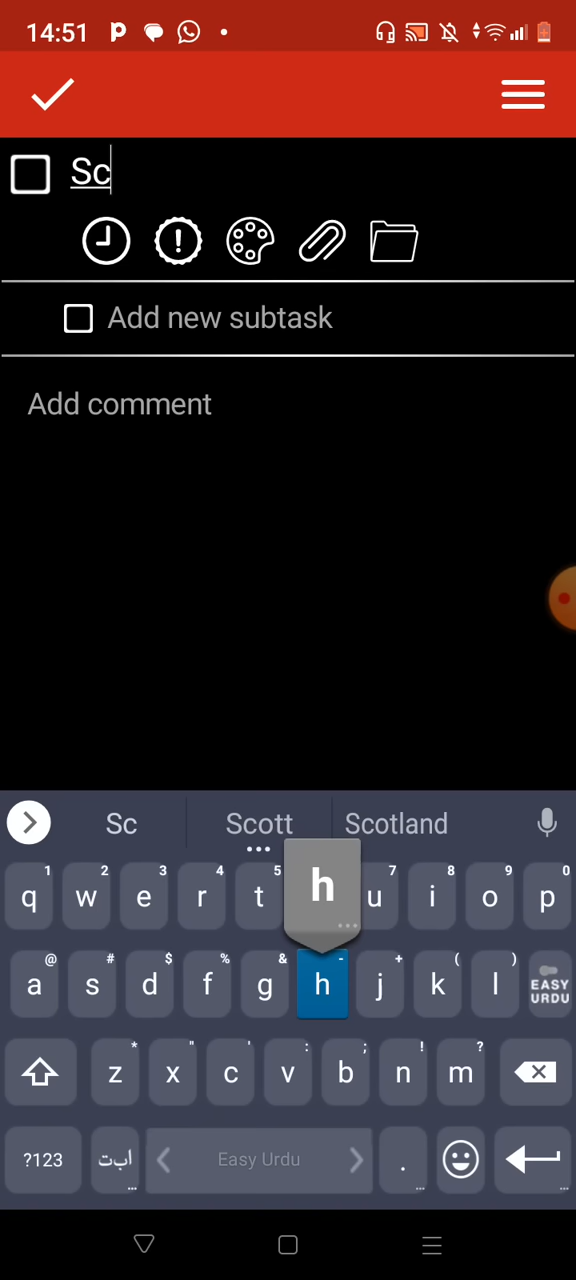 14:51
Sc
Add new subtask
Add comment
Sc Scott Scotland
h
1 2 3 4 5 7 8 9 0
q w e r t u i o p
@ # $ % & - + ( )
a s d f g h j k l EASY URDU
* " ' : ; ! ?
z x c v b n m
?123 ابت Easy Urdu .